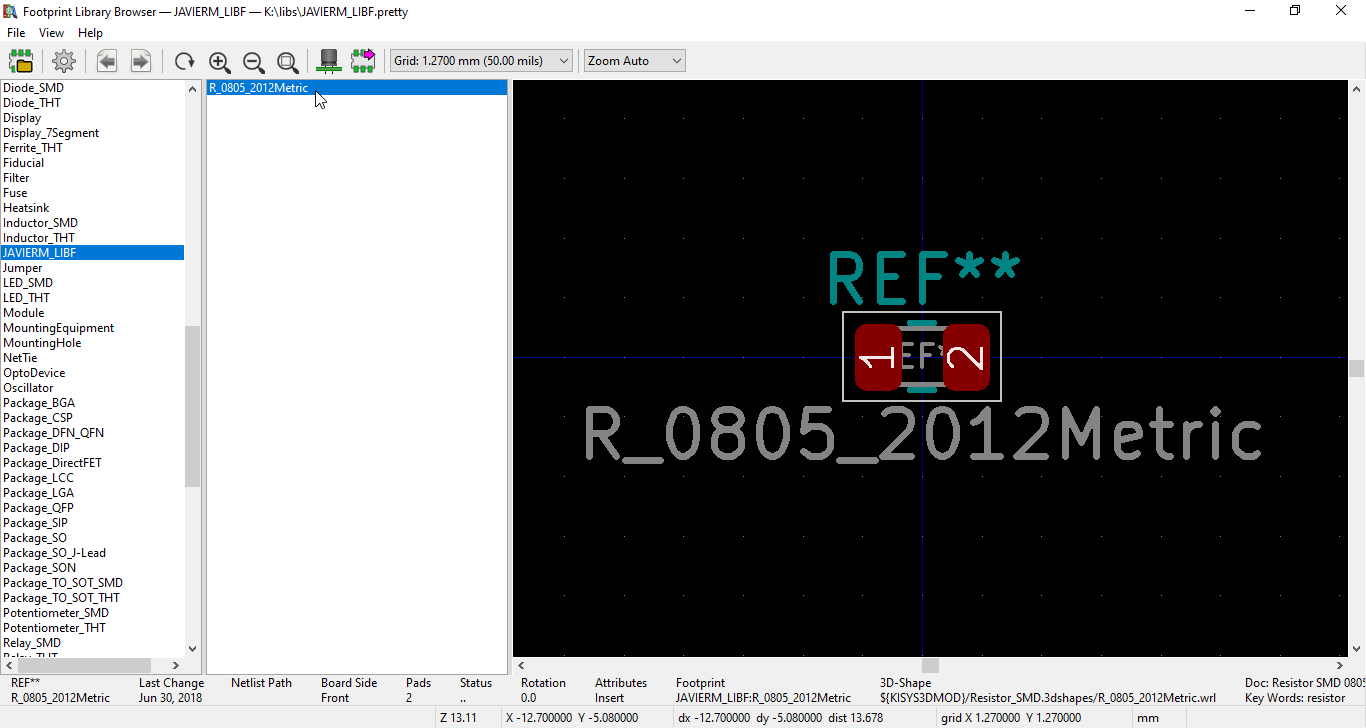 Footprint Library Browser — JAVIERM_LIBF — K:\libs\JAVIERM_LIBF.pretty
File View Help
Grid: 1.2700 mm (50.00 mils) Zoom Auto
Diode_SMD
Diode_THT
Display
Display_7Segment
Ferrite_THT
Fiducial
Filter
Fuse
Heatsink
Inductor_SMD
Inductor_THT
JAVIERM_LIBF
Jumper
LED_SMD
LED_THT
Module
MountingEquipment
MountingHole
NetTie
OptoDevice
Oscillator
Package_BGA
Package_CSP
Package_DFN_QFN
Package_DIP
Package_DirectFET
Package_LCC
Package_LGA
Package_QFP
Package_SIP
Package_SO
Package_SO_J-Lead
Package_SON
Package_TO_SOT_SMD
Package_TO_SOT_THT
Potentiometer_SMD
Potentiometer_THT
Relay_SMD
R_0805_2012Metric
REF**
1 EF* 2
R_0805_2012Metric
REF** Last Change Netlist Path Board Side Pads Status Rotation Attributes Footprint 3D-Shape Doc: Resistor SMD 0805
R_0805_2012Metric Jun 30, 2018 Front 2 .. 0.0 Insert JAVIERM_LIBF:R_0805_2012Metric ${KISYS3DMOD}/Resistor_SMD.3dshapes/R_0805_2012Metric.wrl Key Words: resistor
Z 13.11 X -12.700000 Y -5.080000 dx -12.700000 dy -5.080000 dist 13.678 grid X 1.270000 Y 1.270000 mm